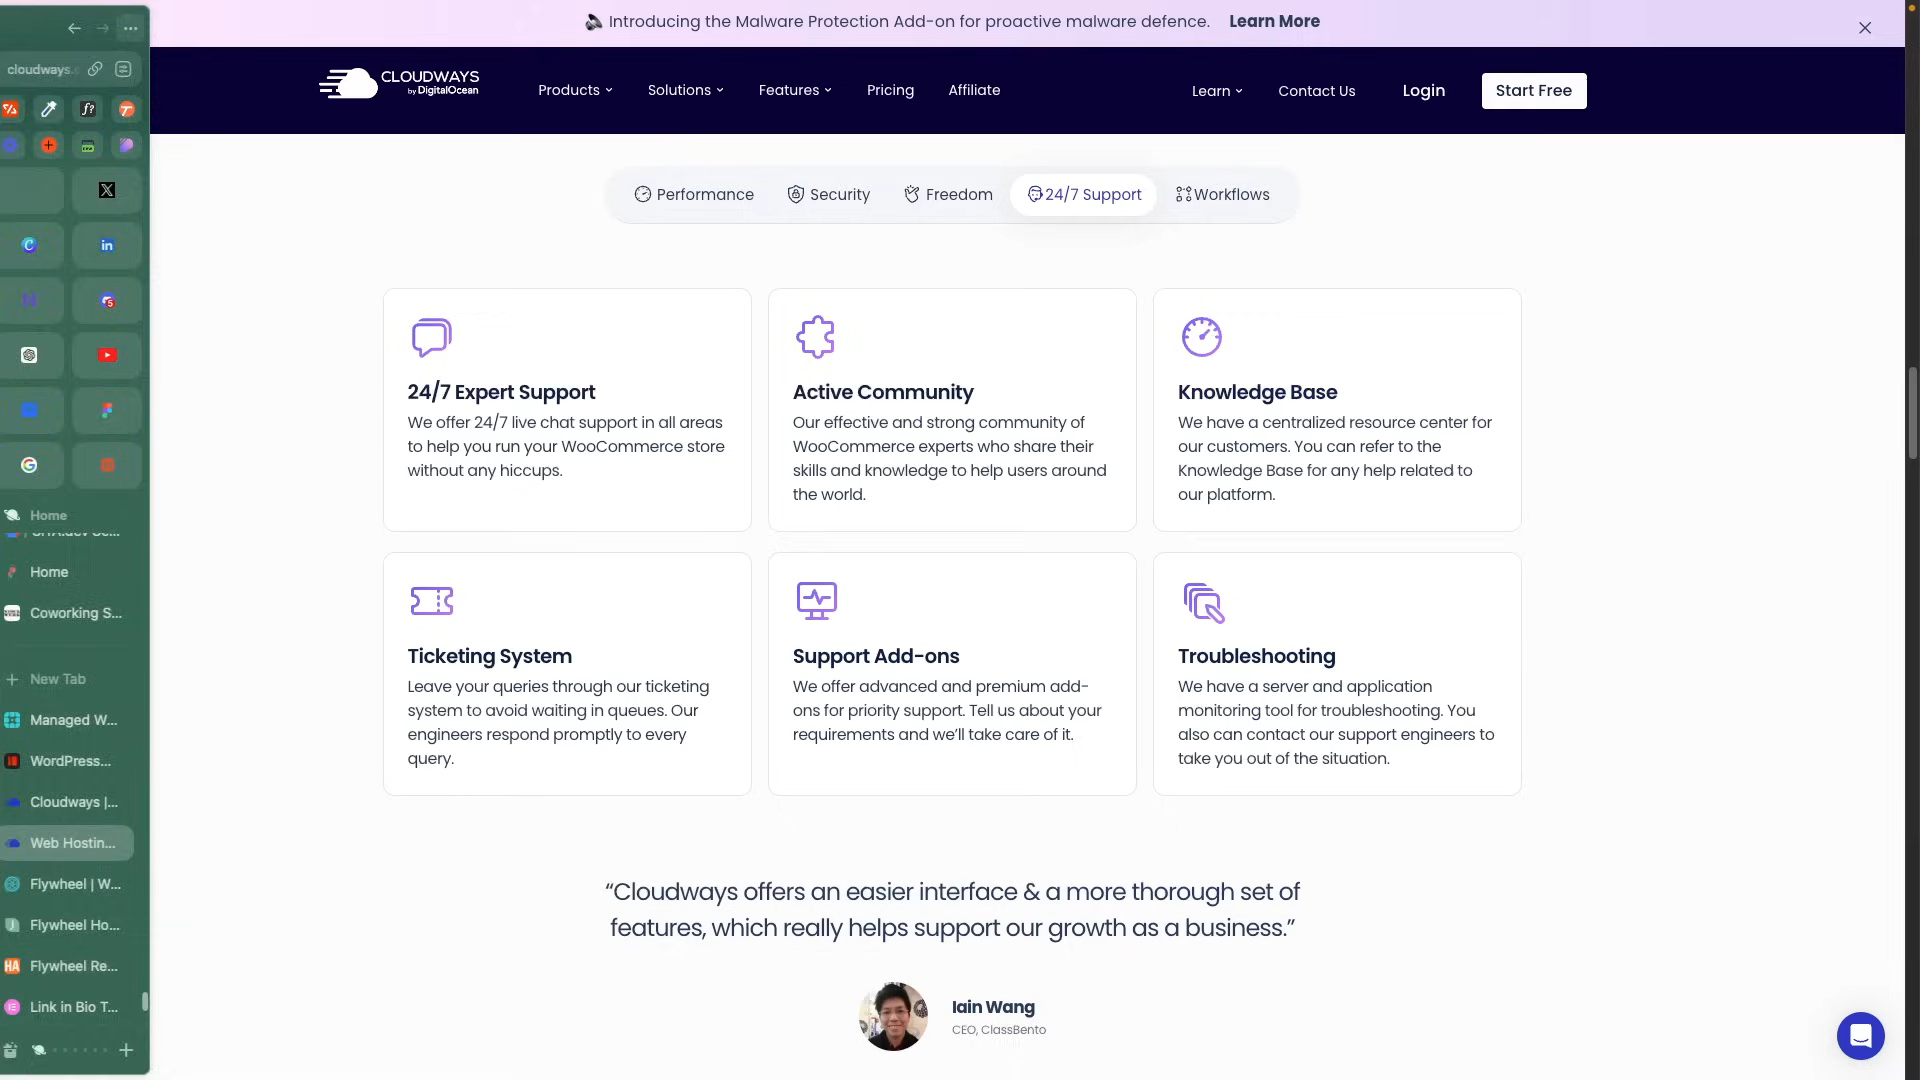 Introducing the Malware Protection Add-on for proactive malware defence. Learn More
CLOUDWAYS
by DigitalOcean
Products
Solutions
Features
Pricing
Affiliate
Learn
Contact Us
Login
Start Free
cloudways.
Performance
Security
Freedom
24/7 Support
Workflows
24/7 Expert Support
We offer 24/7 live chat support in all areas
to help you run your WooCommerce store
without any hiccups.
Active Community
Our effective and strong community of
WooCommerce experts who share their
skills and knowledge to help users around
the world.
Knowledge Base
We have a centralized resource center for
our customers. You can refer to the
Knowledge Base for any help related to
our platform.
Ticketing System
Leave your queries through our ticketing
system to avoid waiting in queues. Our
engineers respond promptly to every
query.
Support Add-ons
We offer advanced and premium add-
ons for priority support. Tell us about your
requirements and we’ll take care of it.
Troubleshooting
We have a server and application
monitoring tool for troubleshooting. You
also can contact our support engineers to
take you out of the situation.
“Cloudways offers an easier interface & a more thorough set of
features, which really helps support our growth as a business.”
Iain Wang
CEO, ClassBento
Home
Home
Coworking S...
New Tab
Managed W...
WordPress...
Cloudways |...
Web Hostin...
Flywheel | W...
Flywheel Ho...
Flywheel Re...
Link in Bio T...